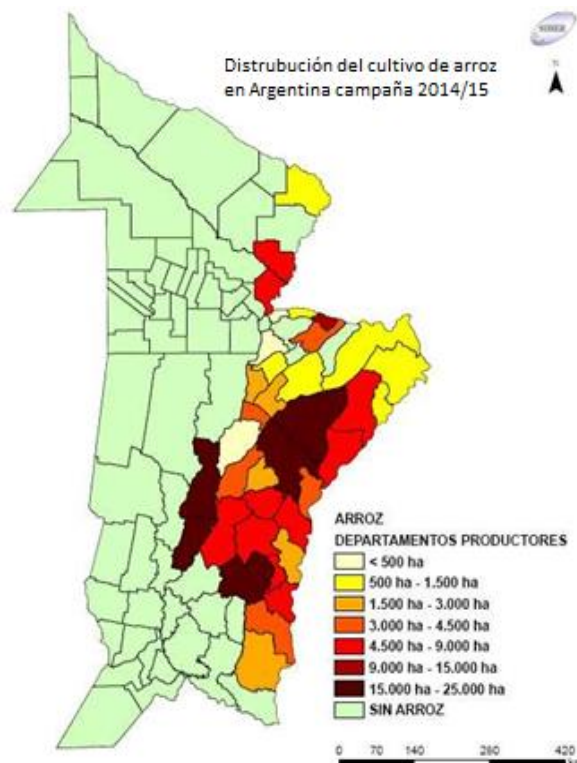 Distrubución del cultivo de arroz
en Argentina campaña 2014/15
ARROZ
DEPARTAMENTOS PRODUCTORES
< 500 ha
500 ha - 1.500 ha
1.500 ha - 3.000 ha
3.000 ha - 4.500 ha
4.500 ha - 9.000 ha
9.000 ha - 15.000 ha
15.000 ha - 25.000 ha
SIN ARROZ
0 70 140 280 420